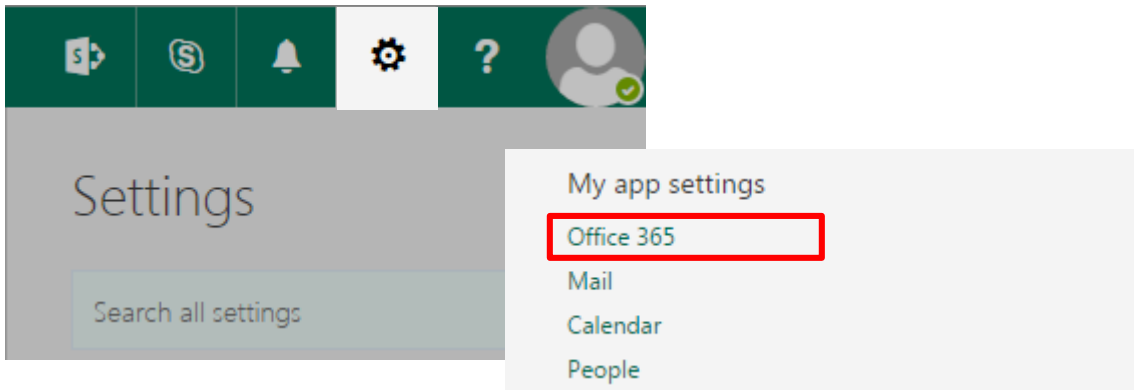 S
S
?
Settings
Search all settings
My app settings
Office 365
Mail
Calendar
People